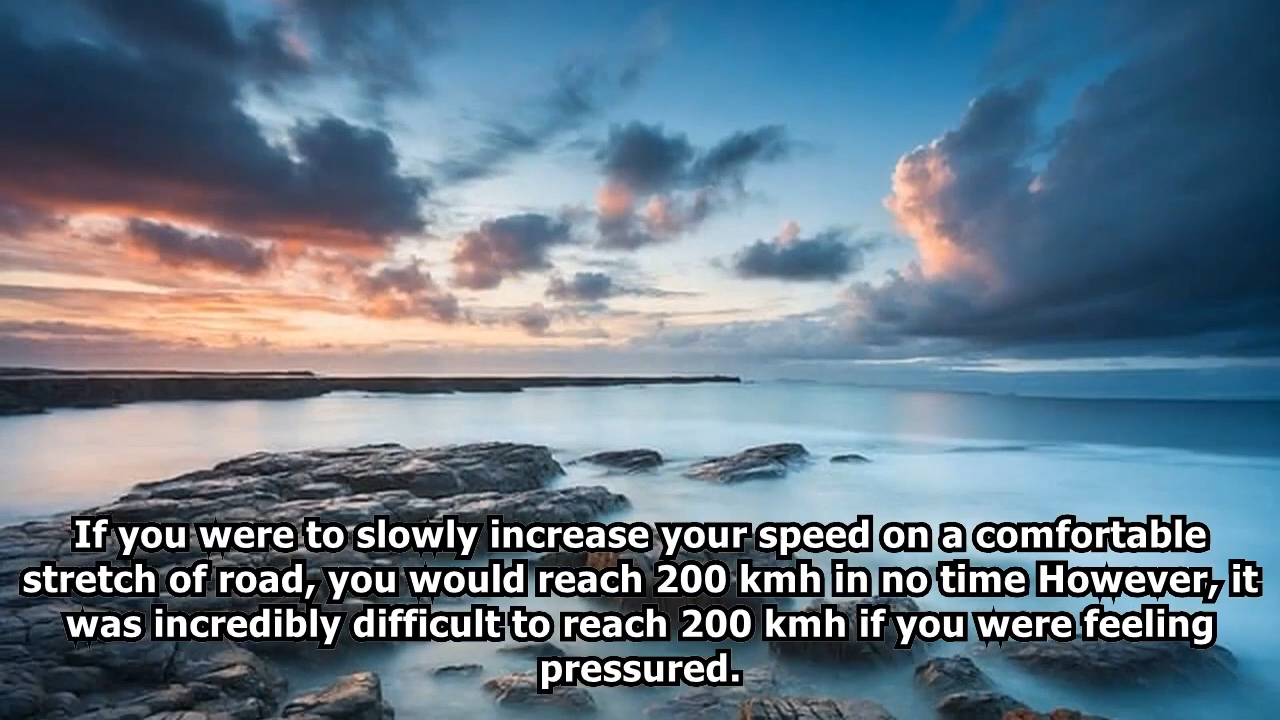 If you were to slowly increase your speed on a comfortable
stretch of road, you would reach 200 kmh in no time However, it
was incredibly difficult to reach 200 kmh if you were feeling
pressured.